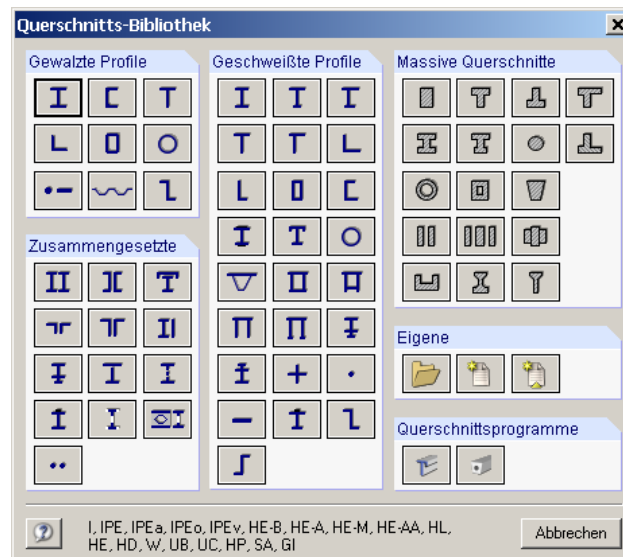 Querschnitts-Bibliothek
Gewalzte Profile
Geschweißte Profile
Massive Querschnitte
Zusammengesetzte
Eigene
Querschnittsprogramme
I, IPE, IPEa, IPEo, IPEv, HE-B, HE-A, HE-M, HE-AA, HL,
HE, HD, W, UB, UC, HP, SA, GI
Abbrechen